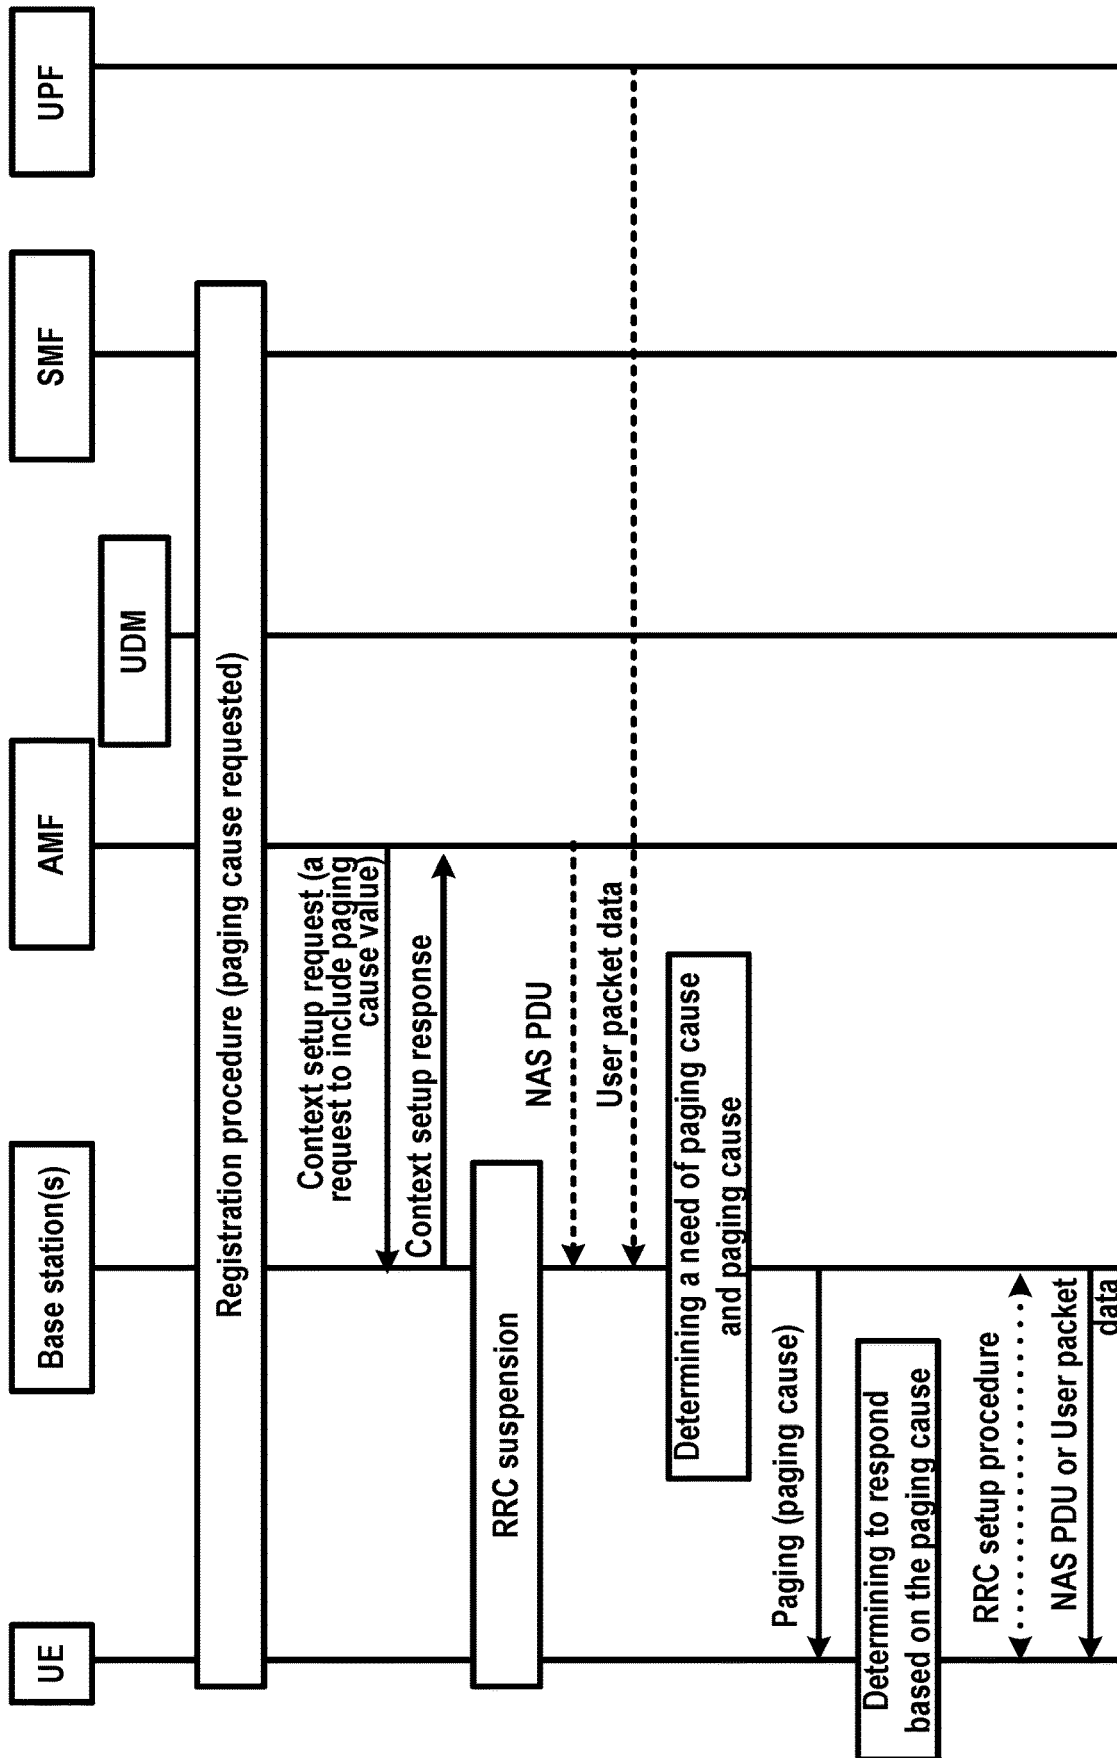 UE
Base station(s)
AMF
UDM
SMF
UPF
Registration procedure (paging cause requested)
Context setup request (a
request to include paging
cause value)
Context setup response
RRC suspension
NAS PDU
User packet data
Determining a need of paging cause
and paging cause
Paging (paging cause)
Determining to respond
based on the paging cause
RRC setup procedure
NAS PDU or User packet
data